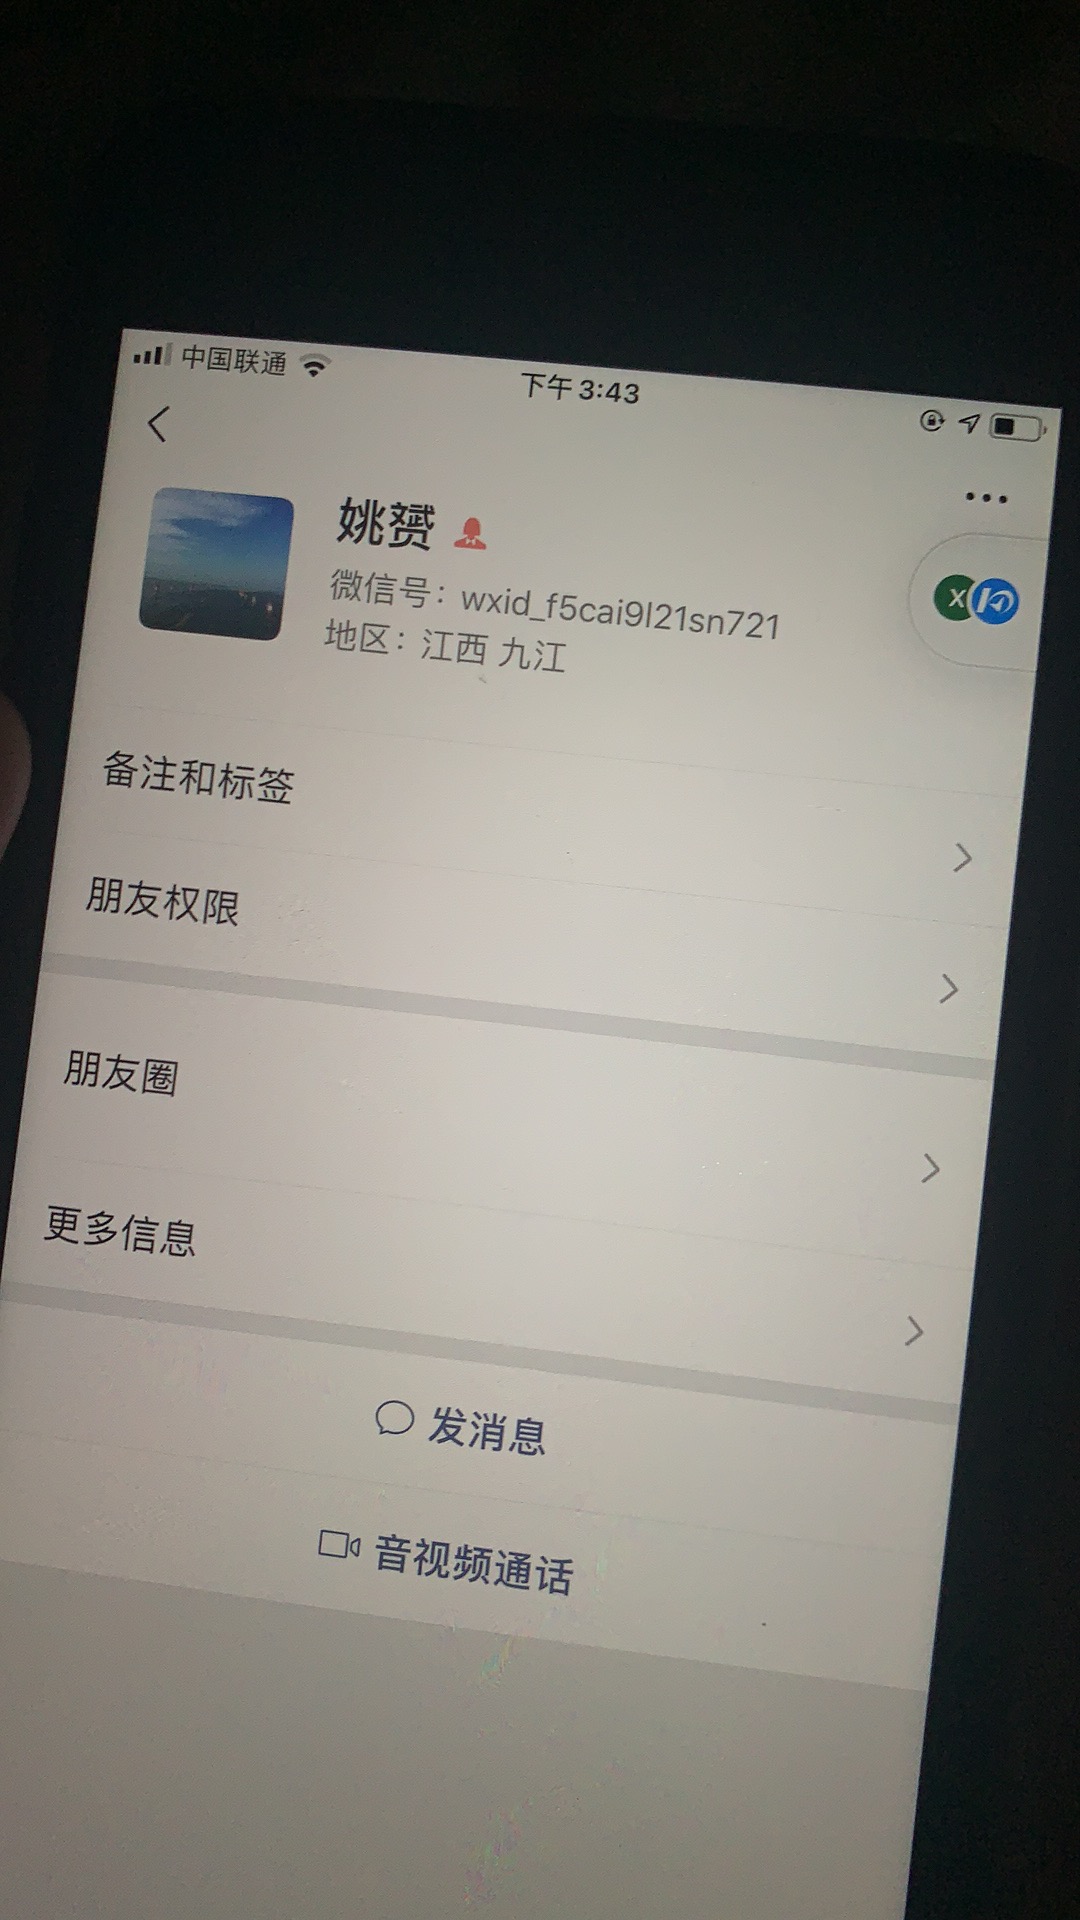 中国联通
下午3:43
姚赟
微信号：wxid_f5cai9l21sn721
地区：江西 九江
X
备注和标签
朋友权限
朋友圈
更多信息
发消息
音视频通话